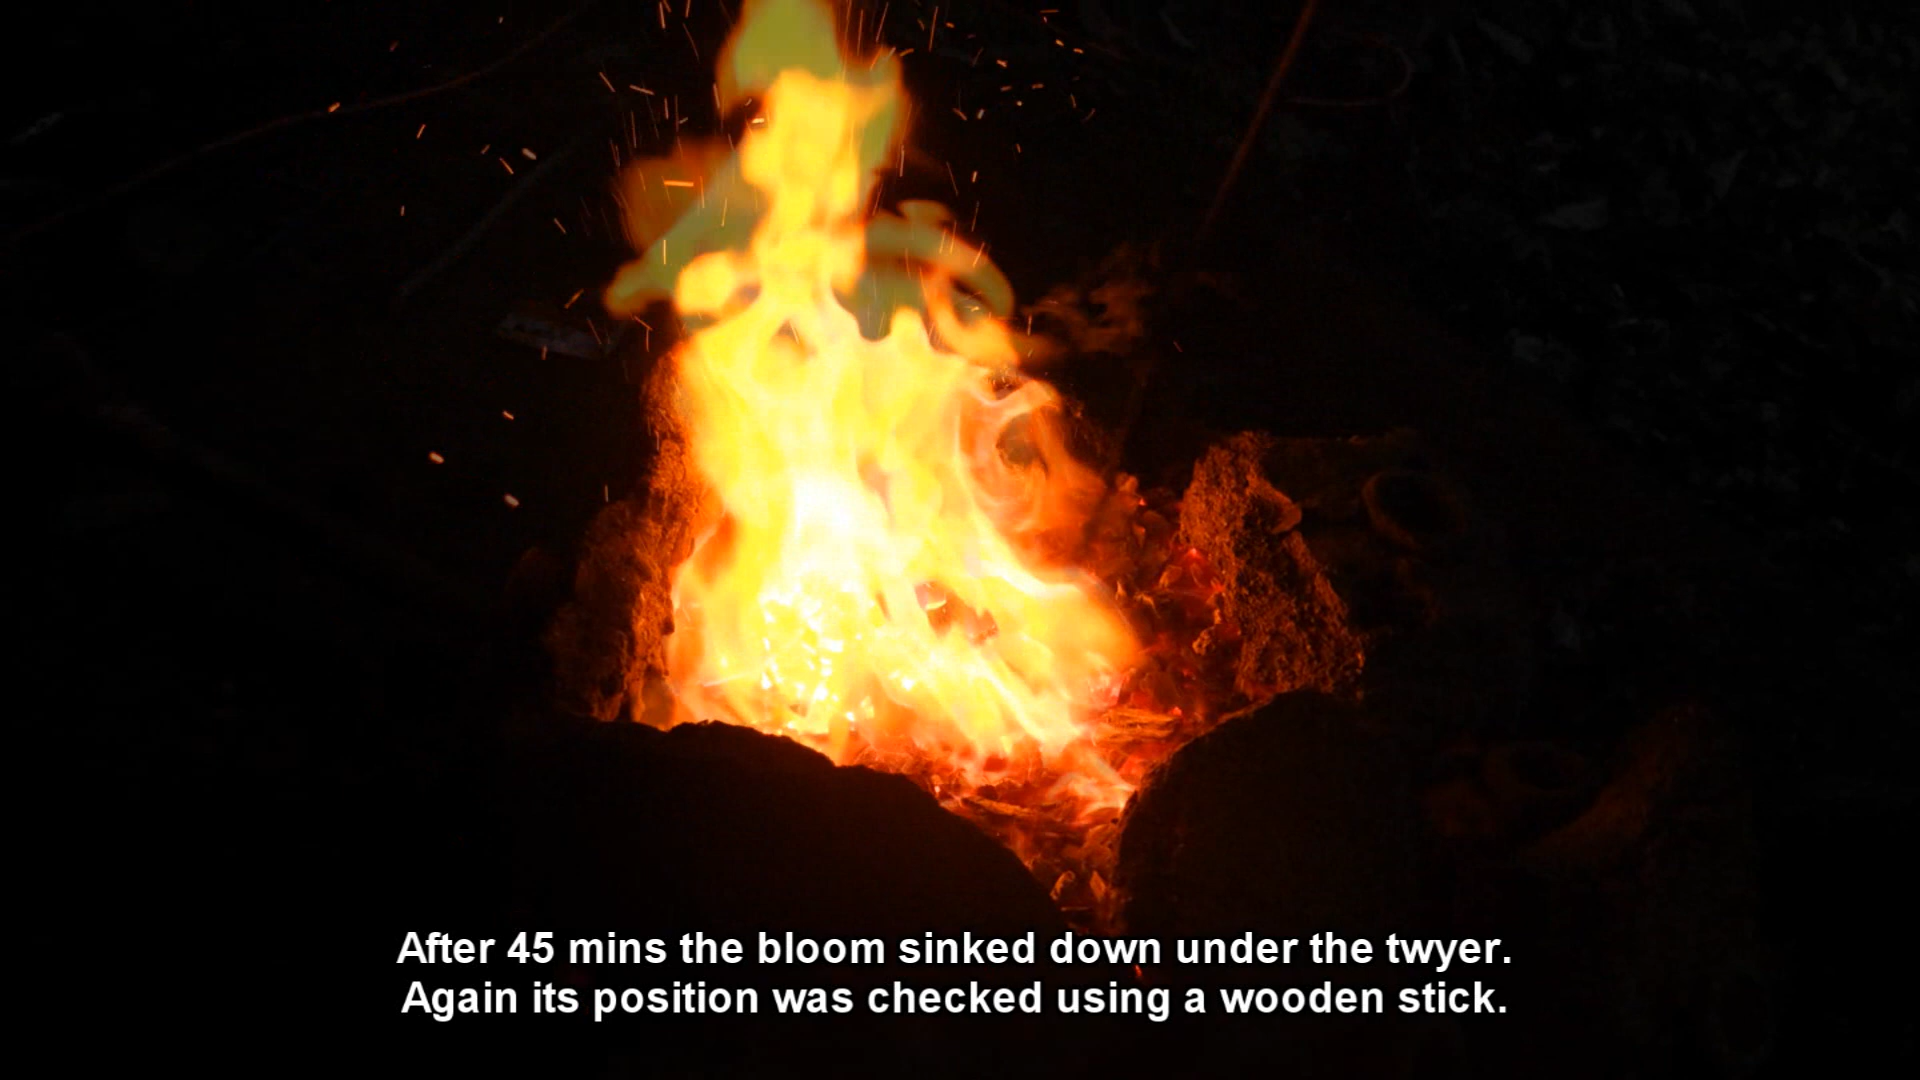 After 45 mins the bloom sinked down under the twyer.
Again its position was checked using a wooden stick.